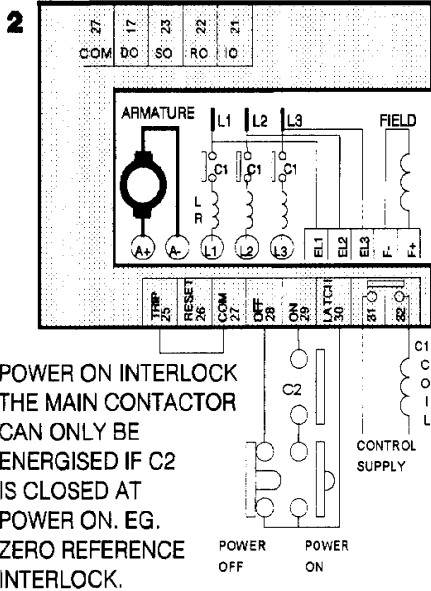 2
27 17 23 22 21
COM DO SO RO IO
ARMATURE L1 L2 L3 FIELD
C1 C1 C1
L
R
A+ A- L1 L2 L3 EL1 EL2 EL3 F- F+
TRIP RESET COM OFF ON LATCH S1 S2
25 26 27 28 29 30
C1
C
O
I
L
C2
CONTROL
SUPPLY
POWER ON INTERLOCK
THE MAIN CONTACTOR
CAN ONLY BE
ENERGISED IF C2
IS CLOSED AT
POWER ON. EG.
ZERO REFERENCE
INTERLOCK.
POWER
OFF
POWER
ON